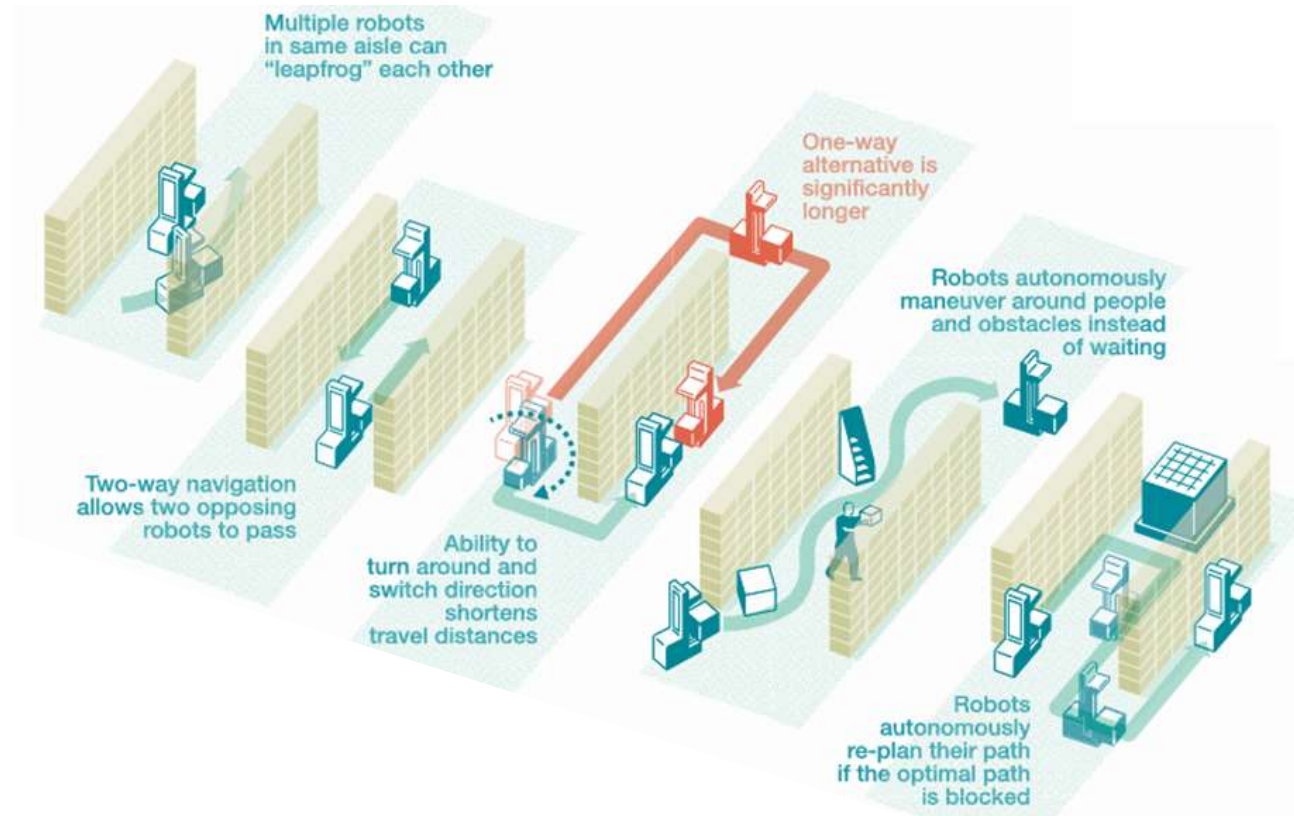 Multiple robots
in same aisle can
“leapfrog” each other
One-way
alternative is
significantly
longer
Robots autonomously
maneuver around people
and obstacles instead
of waiting
Two-way navigation
allows two opposing
robots to pass
Ability to
turn around and
switch direction
shortens
travel distances
Robots
autonomously
re-plan their path
if the optimal path
is blocked